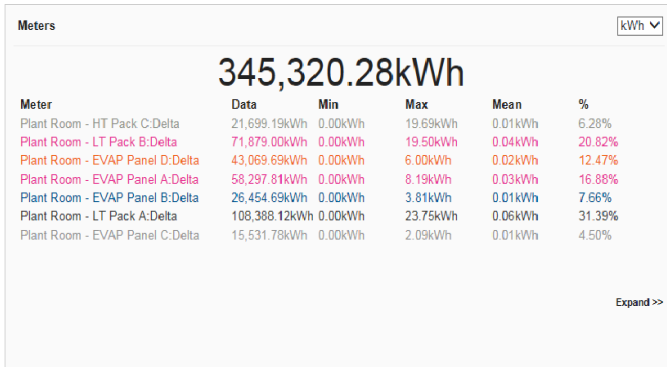 Meters
kWh
345,320.28kWh
Meter Data Min Max Mean %
Plant Room - HT Pack C:Delta 21,699.19kWh 0.00kWh 19.69kWh 0.01kWh 6.28%
Plant Room - LT Pack B:Delta 71,879.00kWh 0.00kWh 19.50kWh 0.04kWh 20.82%
Plant Room - EVAP Panel D:Delta 43,069.69kWh 0.00kWh 6.00kWh 0.02kWh 12.47%
Plant Room - EVAP Panel A:Delta 58,297.81kWh 0.00kWh 8.19kWh 0.03kWh 16.88%
Plant Room - EVAP Panel B:Delta 26,454.69kWh 0.00kWh 3.81kWh 0.01kWh 7.66%
Plant Room - LT Pack A:Delta 108,388.12kWh 0.00kWh 23.75kWh 0.06kWh 31.39%
Plant Room - EVAP Panel C:Delta 15,531.78kWh 0.00kWh 2.09kWh 0.01kWh 4.50%
Expand >>